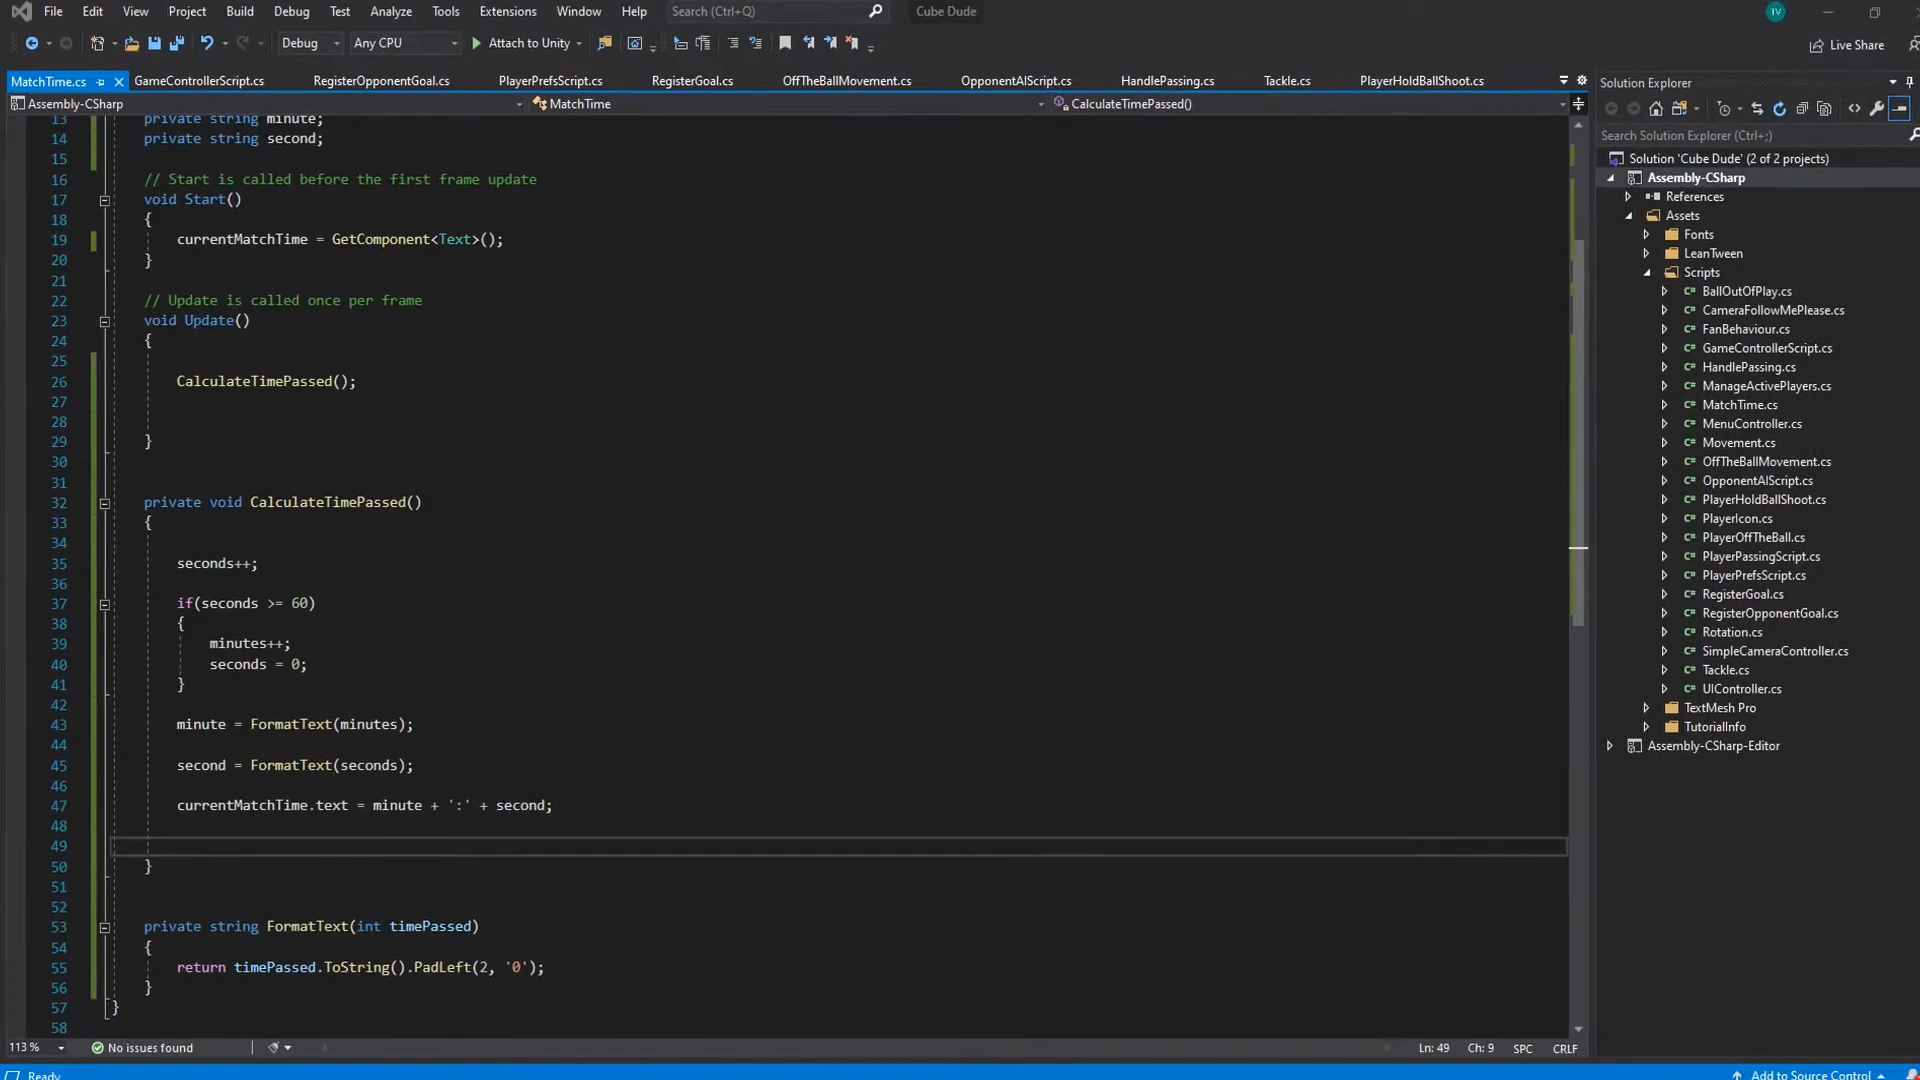 File Edit View Project Build Debug Test Analyze Tools Extensions Window Help Search (Ctrl+Q) Cube Dude TV
Debug Any CPU Attach to Unity Live Share
MatchTime.cs GameControllerScript.cs RegisterOpponentGoal.cs PlayerPrefsScript.cs RegisterGoal.cs OffTheBallMovement.cs OpponentAIScript.cs HandlePassing.cs Tackle.cs PlayerHoldBallShoot.cs
Assembly-CSharp MatchTime CalculateTimePassed()
13 private string minute;
14 private string second;
15
16 // Start is called before the first frame update
17 void Start()
18 {
19 currentMatchTime = GetComponent<Text>();
20 }
21
22 // Update is called once per frame
23 void Update()
24 {
25
26 CalculateTimePassed();
27
28
29 }
30
31
32 private void CalculateTimePassed()
33 {
34
35 seconds++;
36
37 if(seconds >= 60)
38 {
39 minutes++;
40 seconds = 0;
41 }
42
43 minute = FormatText(minutes);
44
45 second = FormatText(seconds);
46
47 currentMatchTime.text = minute + ':' + second;
48
49
50 }
51
52
53 private string FormatText(int timePassed)
54 {
55 return timePassed.ToString().PadLeft(2, '0');
56 }
57 }
58
113 % No issues found Ln: 49 Ch: 9 SPC CRLF
Solution Explorer
Search Solution Explorer (Ctrl+;)
Solution 'Cube Dude' (2 of 2 projects)
Assembly-CSharp
References
Assets
Fonts
LeanTween
Scripts
C# BallOutOfPlay.cs
C# CameraFollowMePlease.cs
C# FanBehaviour.cs
C# GameControllerScript.cs
C# HandlePassing.cs
C# ManageActivePlayers.cs
C# MatchTime.cs
C# MenuController.cs
C# Movement.cs
C# OffTheBallMovement.cs
C# OpponentAIScript.cs
C# PlayerHoldBallShoot.cs
C# PlayerIcon.cs
C# PlayerOffTheBall.cs
C# PlayerPassingScript.cs
C# PlayerPrefsScript.cs
C# RegisterGoal.cs
C# RegisterOpponentGoal.cs
C# Rotation.cs
C# SimpleCameraController.cs
C# Tackle.cs
C# UIController.cs
TextMesh Pro
TutorialInfo
Assembly-CSharp-Editor
Ready Add to Source Control